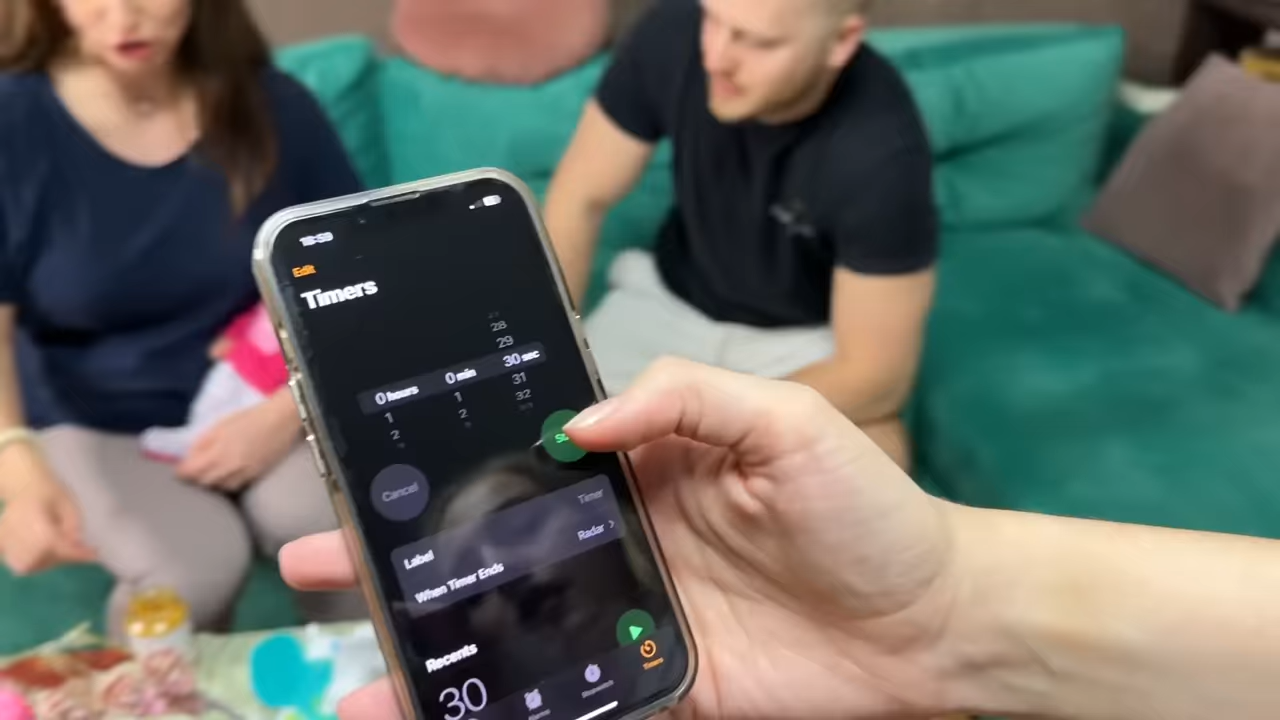 Edit
Timers
28
29
0 hours 0 min 30 sec
1 1 31
2 2 32
Cancel
Timer
Label
Radar >
When Timer Ends
Recents
30
Timers